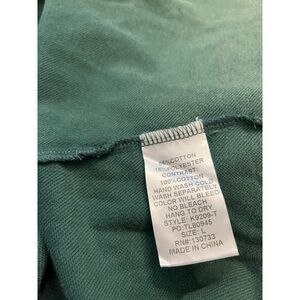 COTTON
15%POLYESTER
CONTRAST:
100%COTTON
HAND WASH COLD
WASH SEPARATELY
COLOR WILL BLEED
NO BLEACH
HANG TO DRY
STYLE: K9209-T
PO:TL80945
SIZE: L
RN#:130733
MADE IN CHINA